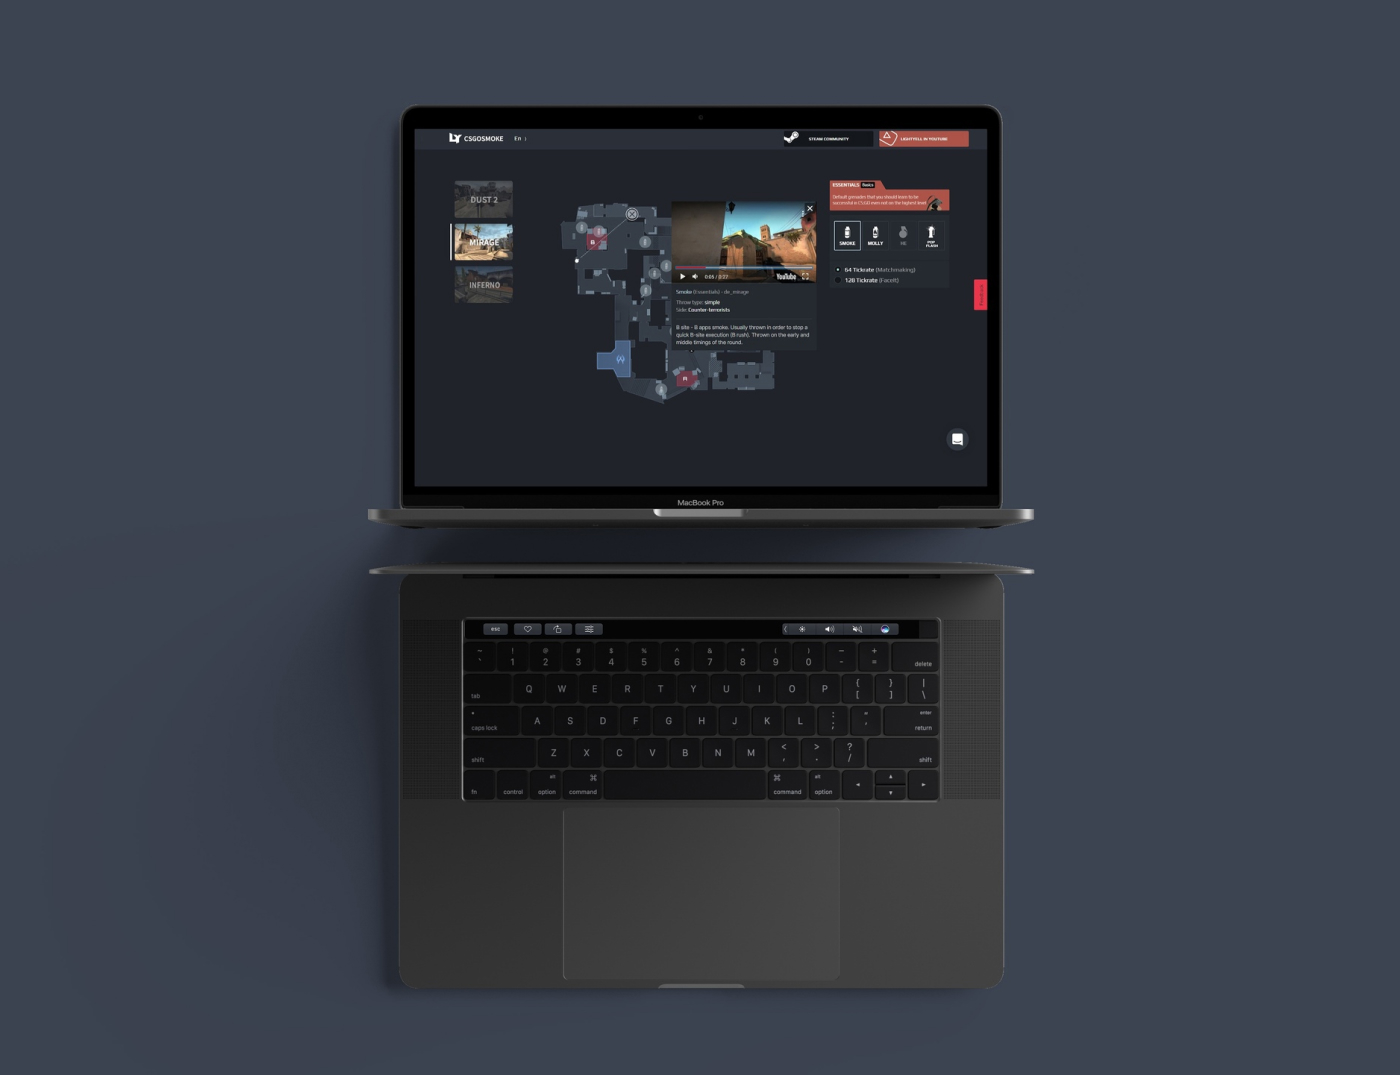 CSGOSMOKE
En
STEAM COMMUNITY
LIGHTTELL IN YOUTUBE
DUST 2
MIRAGE
INFERNO
B
A
0:05 / 0:27
YouTube
Smoke (Essentials) - de_mirage
Throw type: simple
Side: Counter-terrorists
B site - B apps smoke. Usually thrown in order to stop a
quick B-site execution (B rush). Thrown on the early and
middle timings of the round.
ESSENTIALS Basics
Default grenades that you should learn to be
successful in CS:GO even not on the highest level
SMOKE
MOLLY
HE
POP
FLASH
64 Tickrate (Matchmaking)
128 Tickrate (Faceit)
MacBook Pro
esc
~ ! @ # $ % ^ & * ( ) — +
` 1 2 3 4 5 6 7 8 9 0 - = delete
tab Q W E R T Y U I O P { [ } ] | \
caps lock A S D F G H J K L : ; " ' enter return
shift Z X C V B N M < , > . ? / shift
fn control alt option ⌘ command ⌘ command alt option ◄ ▲ ▼ ►